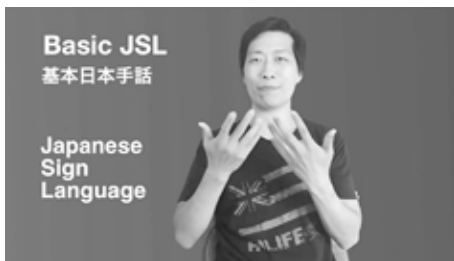 Basic JSL
基本日本手話
Japanese
Sign
Language